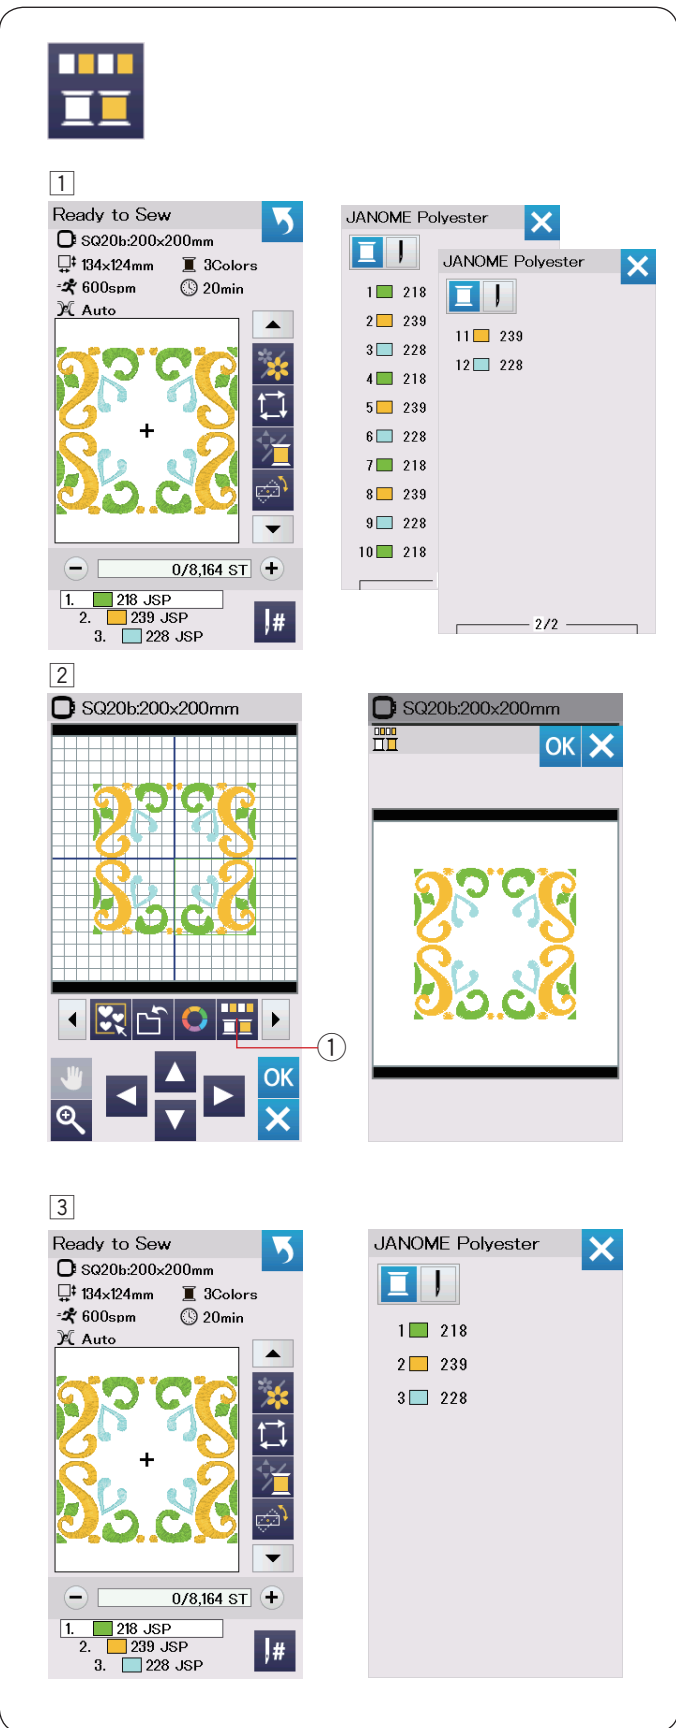 1
Ready to Sew
SQ20b:200x200mm
134x124mm 3Colors
600spm 20min
Auto
0/8,164 ST
1. 218 JSP
2. 239 JSP
3. 228 JSP
#
JANOME Polyester
1 218
2 239
3 228
4 218
5 239
6 228
7 218
8 239
9 228
10 218
JANOME Polyester
11 239
12 228
2/2
2
SQ20b:200x200mm
1
OK
SQ20b:200x200mm
OK
3
Ready to Sew
SQ20b:200x200mm
134x124mm 3Colors
600spm 20min
Auto
0/8,164 ST
1. 218 JSP
2. 239 JSP
3. 228 JSP
#
JANOME Polyester
1 218
2 239
3 228